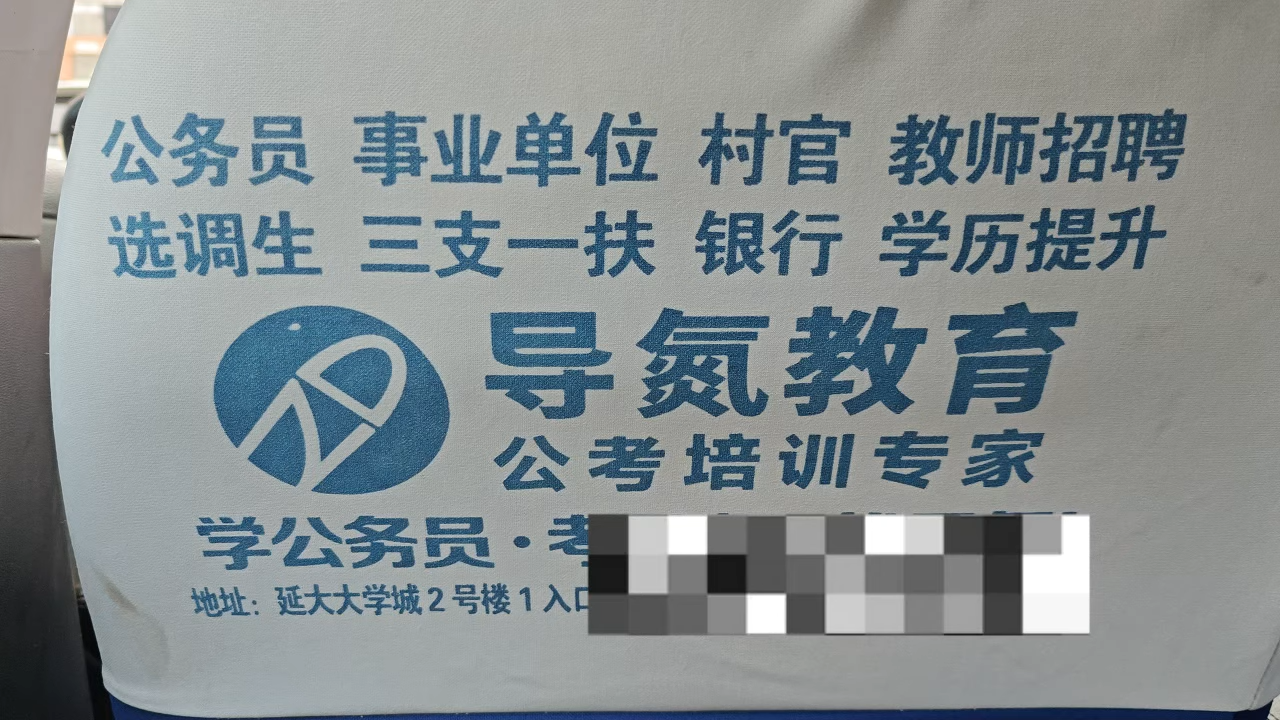 公务员 事业单位 村官 教师招聘
选调生 三支一扶 银行 学历提升
导氮教育
公考培训专家
学公务员·考
地址：延大大学城2号楼1入口